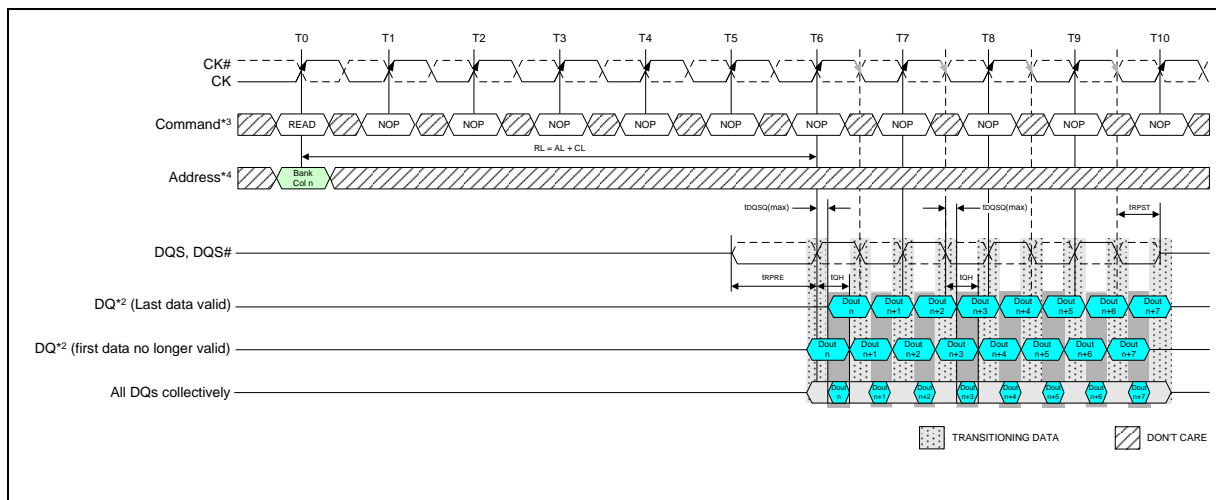 T0 T1 T2 T3 T4 T5 T6 T7 T8 T9 T10
CK#
CK
Command*3 READ NOP NOP NOP NOP NOP NOP NOP NOP NOP NOP
RL = AL + CL
Address*4 Bank
Col n
tDQSQ(max) tDQSQ(max) tRPST
DQS, DQS#
tRPRE tQH tQH
DQ*2 (Last data valid) Dout
n Dout
n+1 Dout
n+2 Dout
n+3 Dout
n+4 Dout
n+5 Dout
n+6 Dout
n+7
DQ*2 (first data no longer valid) Dout
n Dout
n+1 Dout
n+2 Dout
n+3 Dout
n+4 Dout
n+5 Dout
n+6 Dout
n+7
All DQs collectively Dout
n Dout
n+1 Dout
n+2 Dout
n+3 Dout
n+4 Dout
n+5 Dout
n+6 Dout
n+7
TRANSITIONING DATA DON'T CARE